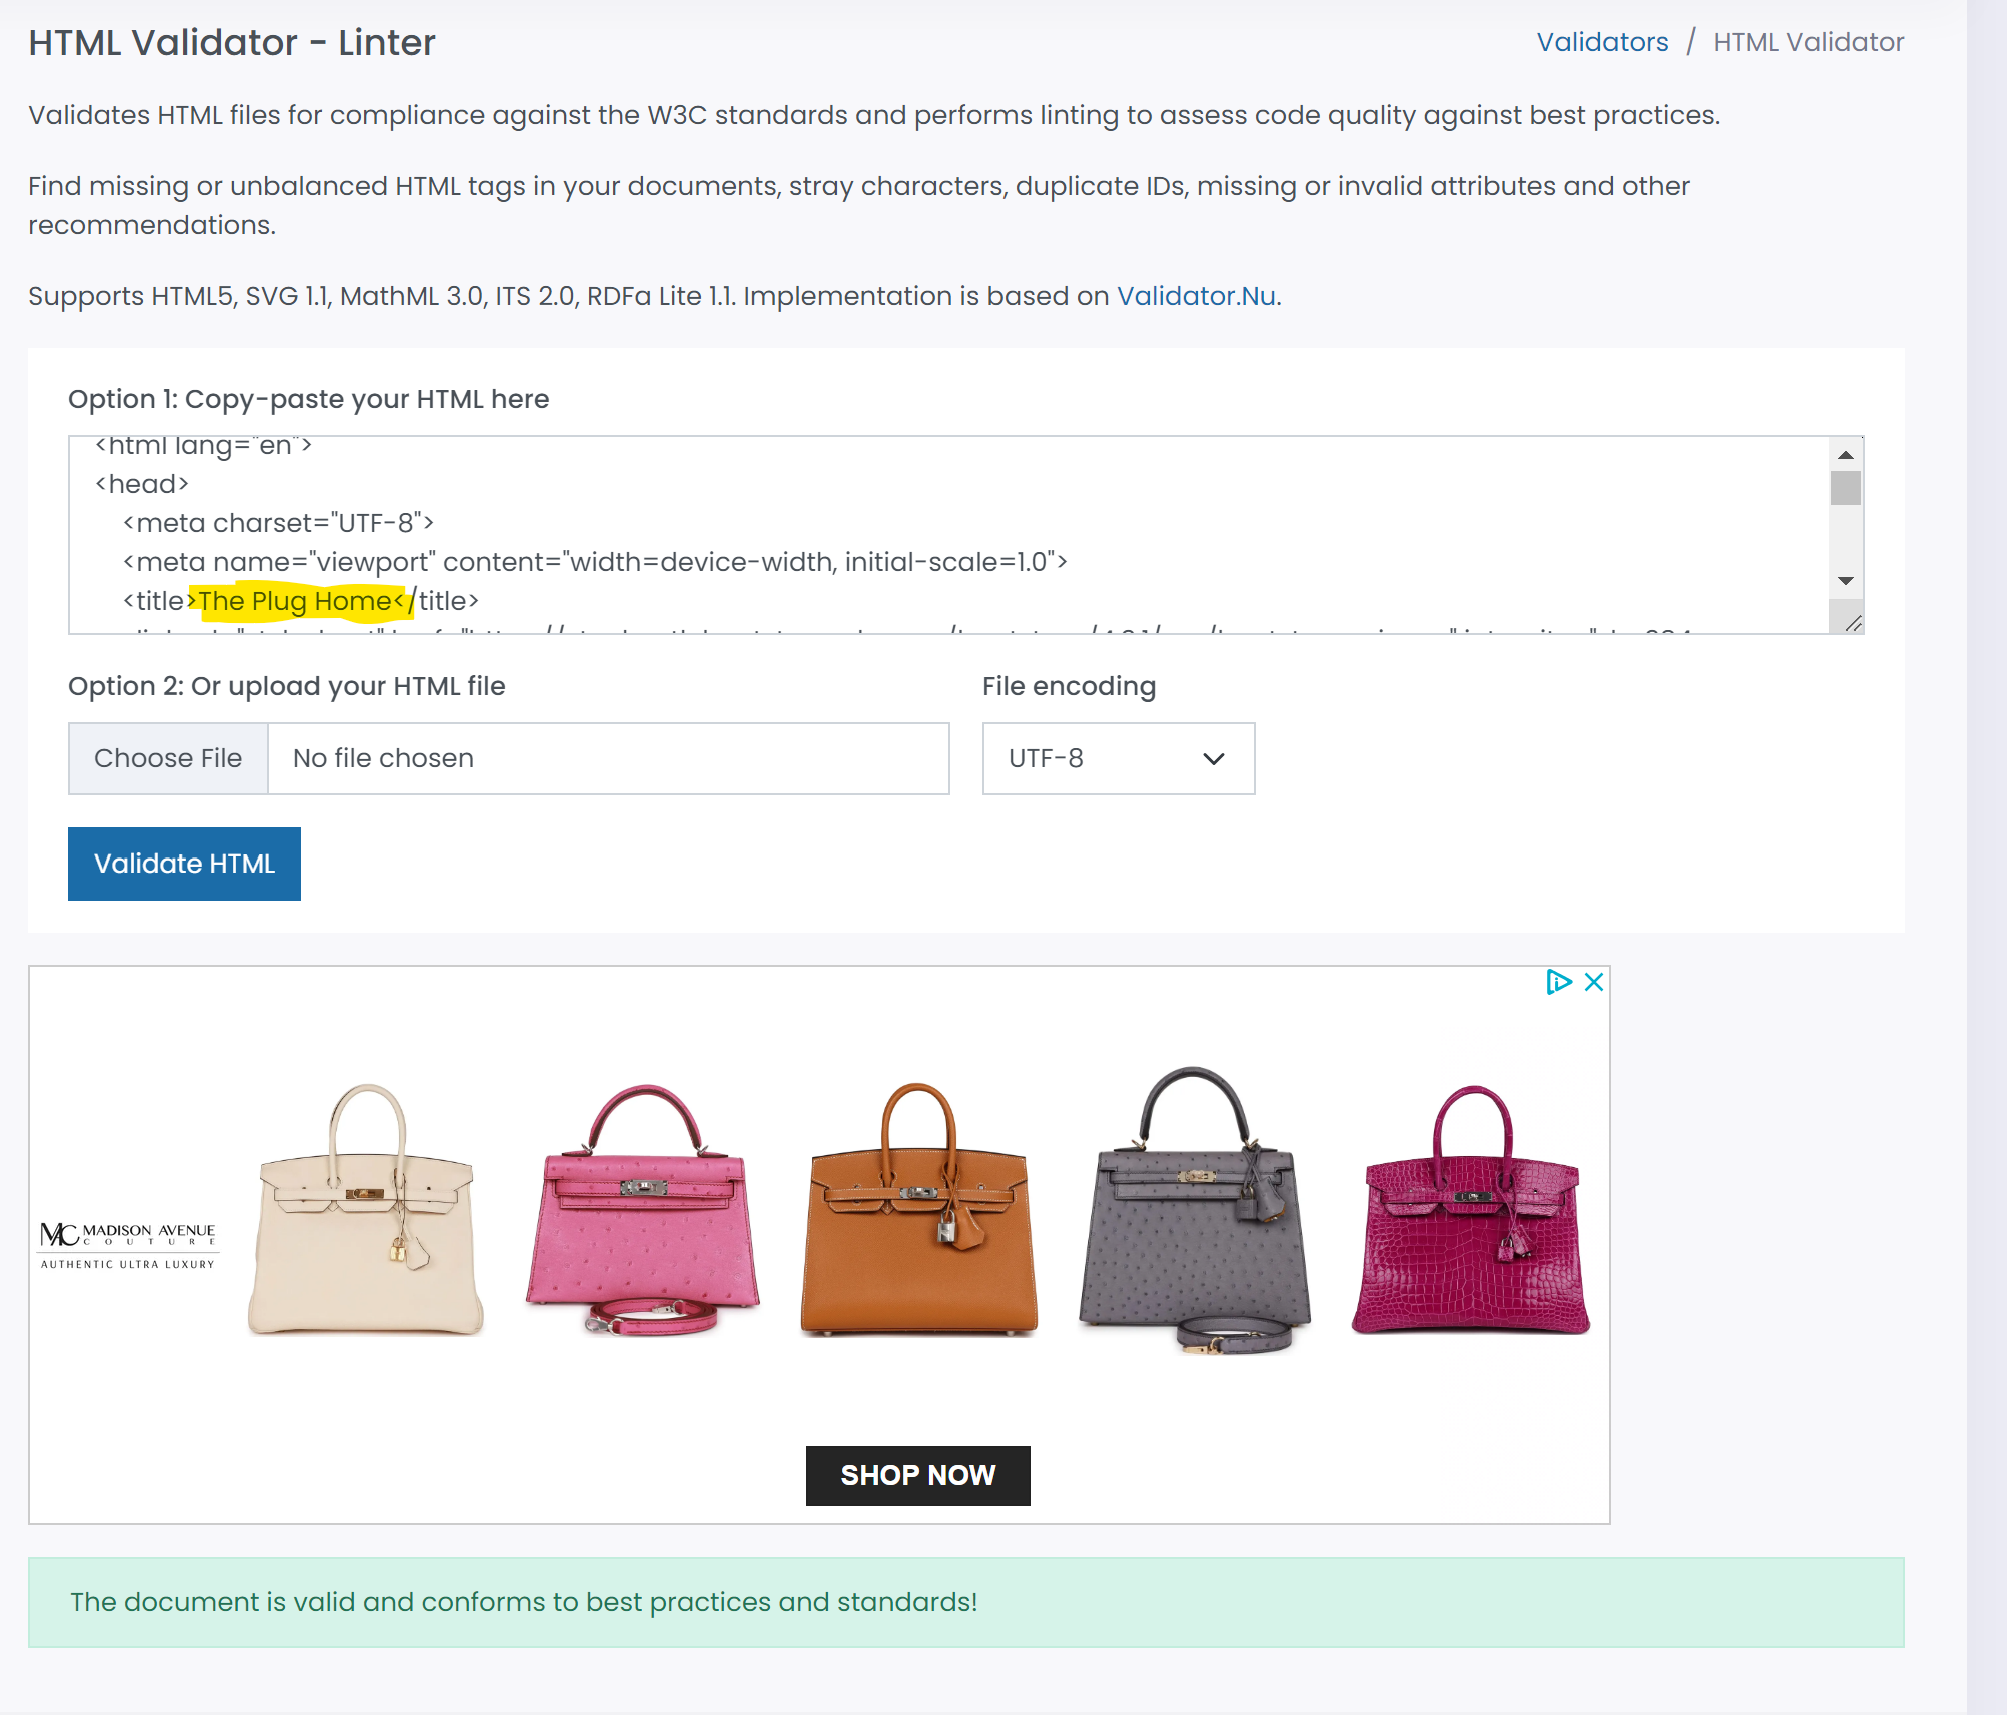 HTML Validator - Linter
Validators / HTML Validator
Validates HTML files for compliance against the W3C standards and performs linting to assess code quality against best practices.
Find missing or unbalanced HTML tags in your documents, stray characters, duplicate IDs, missing or invalid attributes and other
recommendations.
Supports HTML5, SVG 1.1, MathML 3.0, ITS 2.0, RDFa Lite 1.1. Implementation is based on Validator.Nu.
Option 1: Copy-paste your HTML here
<html lang="en">
<head>
<meta charset="UTF-8">
<meta name="viewport" content="width=device-width, initial-scale=1.0">
<title>The Plug Home</title>
Option 2: Or upload your HTML file
File encoding
Choose File
No file chosen
UTF-8
Validate HTML
MAC MADISON AVENUE
COUTURE
AUTHENTIC ULTRA LUXURY
SHOP NOW
The document is valid and conforms to best practices and standards!